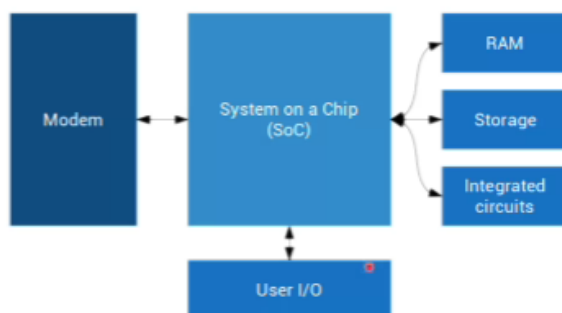 Modem
System on a Chip
(SoC)
RAM
Storage
Integrated
circuits
User I/O